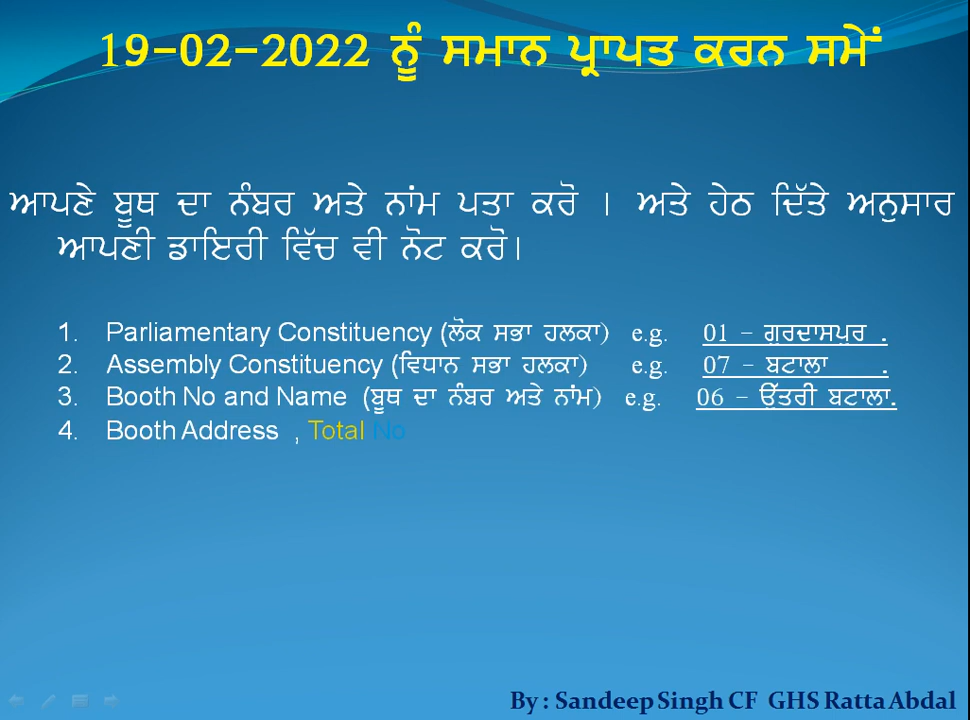 19-02-2022 ਨੂੰ ਸਮਾਨ ਪ੍ਰਾਪਤ ਕਰਨ ਸਮੇਂ
ਆਪਣੇ ਬੂਥ ਦਾ ਨੰਬਰ ਅਤੇ ਨਾਂਮ ਪਤਾ ਕਰੋ । ਅਤੇ ਹੇਠ ਦਿੱਤੇ ਅਨੁਸਾਰ
ਆਪਣੀ ਡਾਇਰੀ ਵਿੱਚ ਵੀ ਨੋਟ ਕਰੋ।
1. Parliamentary Constituency (ਲੋਕ ਸਭਾ ਹਲਕਾ) e.g. 01 - ਗੁਰਦਾਸਪੁਰ .
2. Assembly Constituency (ਵਿਧਾਨ ਸਭਾ ਹਲਕਾ) e.g. 07 - ਬਟਾਲਾ .
3. Booth No and Name (ਬੂਥ ਦਾ ਨੰਬਰ ਅਤੇ ਨਾਂਮ) e.g. 06 - ਉੱਤਰੀ ਬਟਾਲਾ.
4. Booth Address , Total No
By : Sandeep Singh CF GHS Ratta Abdal